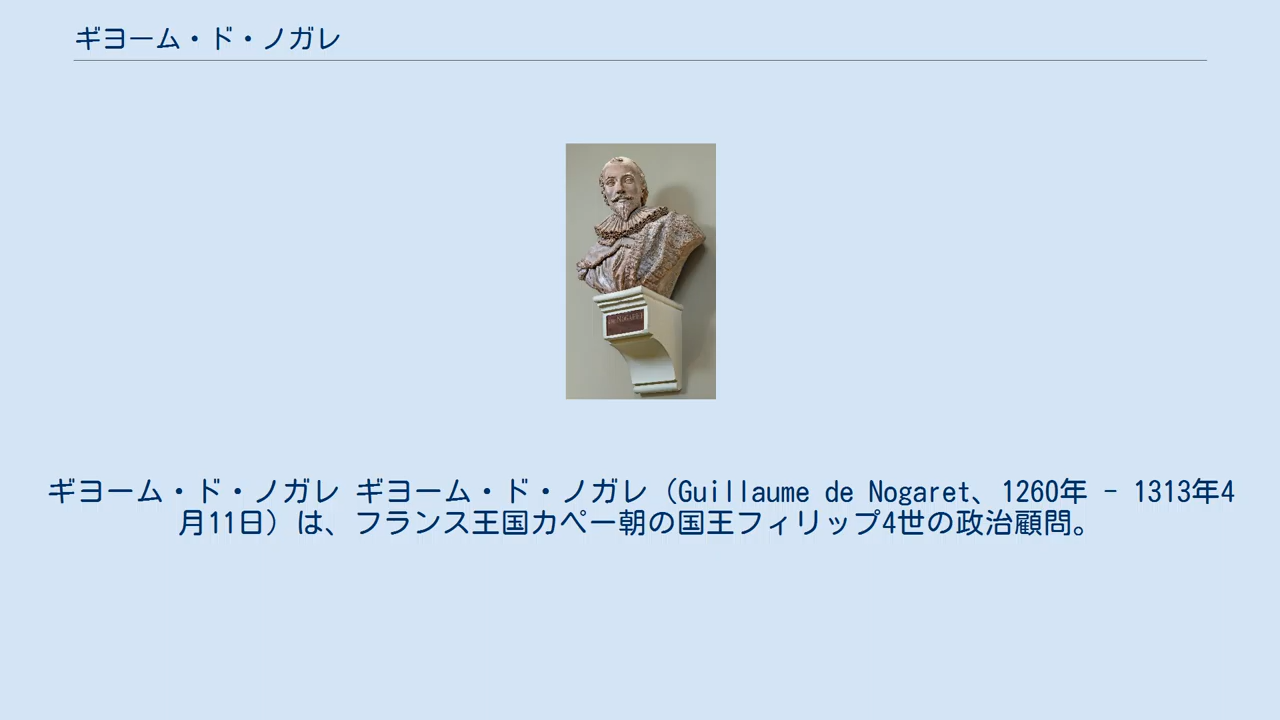 ギヨーム・ド・ノガレ
DE NOGARET
ギヨーム・ド・ノガレ ギヨーム・ド・ノガレ（Guillaume de Nogaret、1260年 - 1313年4
月11日）は、フランス王国カペー朝の国王フィリップ4世の政治顧問。